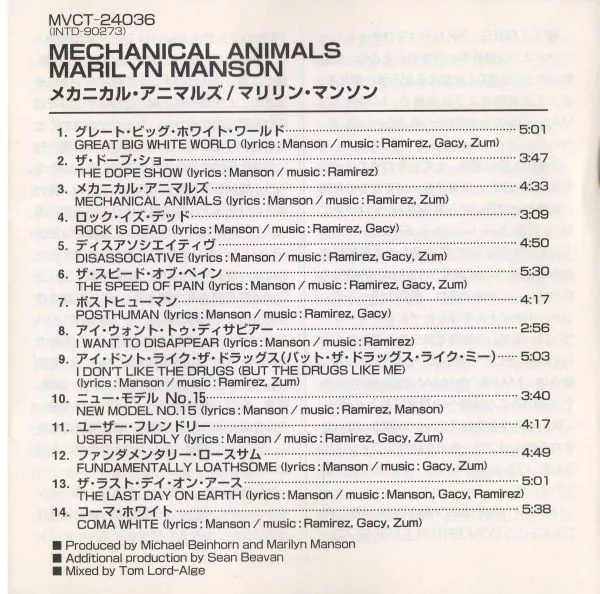 MVCT-24036
(INTD-90273)
MECHANICAL ANIMALS
MARILYN MANSON
メカニカル・アニマルズ/マリリン・マンソン
1. グレート・ビッグ・ホワイト・ワールド 5:01
GREAT BIG WHITE WORLD (lyrics:Manson / music:Ramirez, Gacy, Zum)
2. ザ・ドープ・ショー 3:47
THE DOPE SHOW (lyrics:Manson / music:Ramirez)
3. メカニカル・アニマルズ 4:33
MECHANICAL ANIMALS (lyrics:Manson / music:Ramirez, Zum)
4. ロック・イズ・デッド 3:09
ROCK IS DEAD (lyrics:Manson / music:Ramirez, Gacy)
5. ディスアソシエイティヴ 4:50
DISASSOCIATIVE (lyrics:Manson / music:Ramirez, Gacy, Zum)
6. ザ・スピード・オブ・ペイン 5:30
THE SPEED OF PAIN (lyrics:Manson / music:Ramirez, Zum)
7. ポストヒューマン 4:17
POSTHUMAN (lyrics:Manson / music:Ramirez, Gacy)
8. アイ・ウォント・トゥ・ディサピアー 2:56
I WANT TO DISAPPEAR (lyrics:Manson / music:Ramirez, Zum)
9. アイ・ドント・ライク・ザ・ドラッグス(バット・ザ・ドラッグス・ライク・ミー) 5:03
I DON'T LIKE THE DRUGS (BUT THE DRUGS LIKE ME)
(lyrics:Manson / music:Ramirez, Zum)
10. ニュー・モデル No.15 3:40
NEW MODEL NO.15 (lyrics:Manson / music:Ramirez, Manson)
11. ユーザー・フレンドリー 4:17
USER FRIENDLY (lyrics:Manson / music:Ramirez, Gacy, Zum)
12. ファンダメンタリー・ロースサム 4:49
FUNDAMENTALLY LOATHSOME (lyrics:Manson / music:Gacy, Zum)
13. ザ・ラスト・デイ・オン・アース 5:01
THE LAST DAY ON EARTH (lyrics:Manson / music:Manson, Gacy, Ramirez)
14. コーマ・ホワイト 5:38
COMA WHITE (lyrics:Manson / music:Ramirez, Gacy, Zum)
■ Produced by Michael Beinhorn and Marilyn Manson
■ Additional production by Sean Beavan
■ Mixed by Tom Lord-Alge